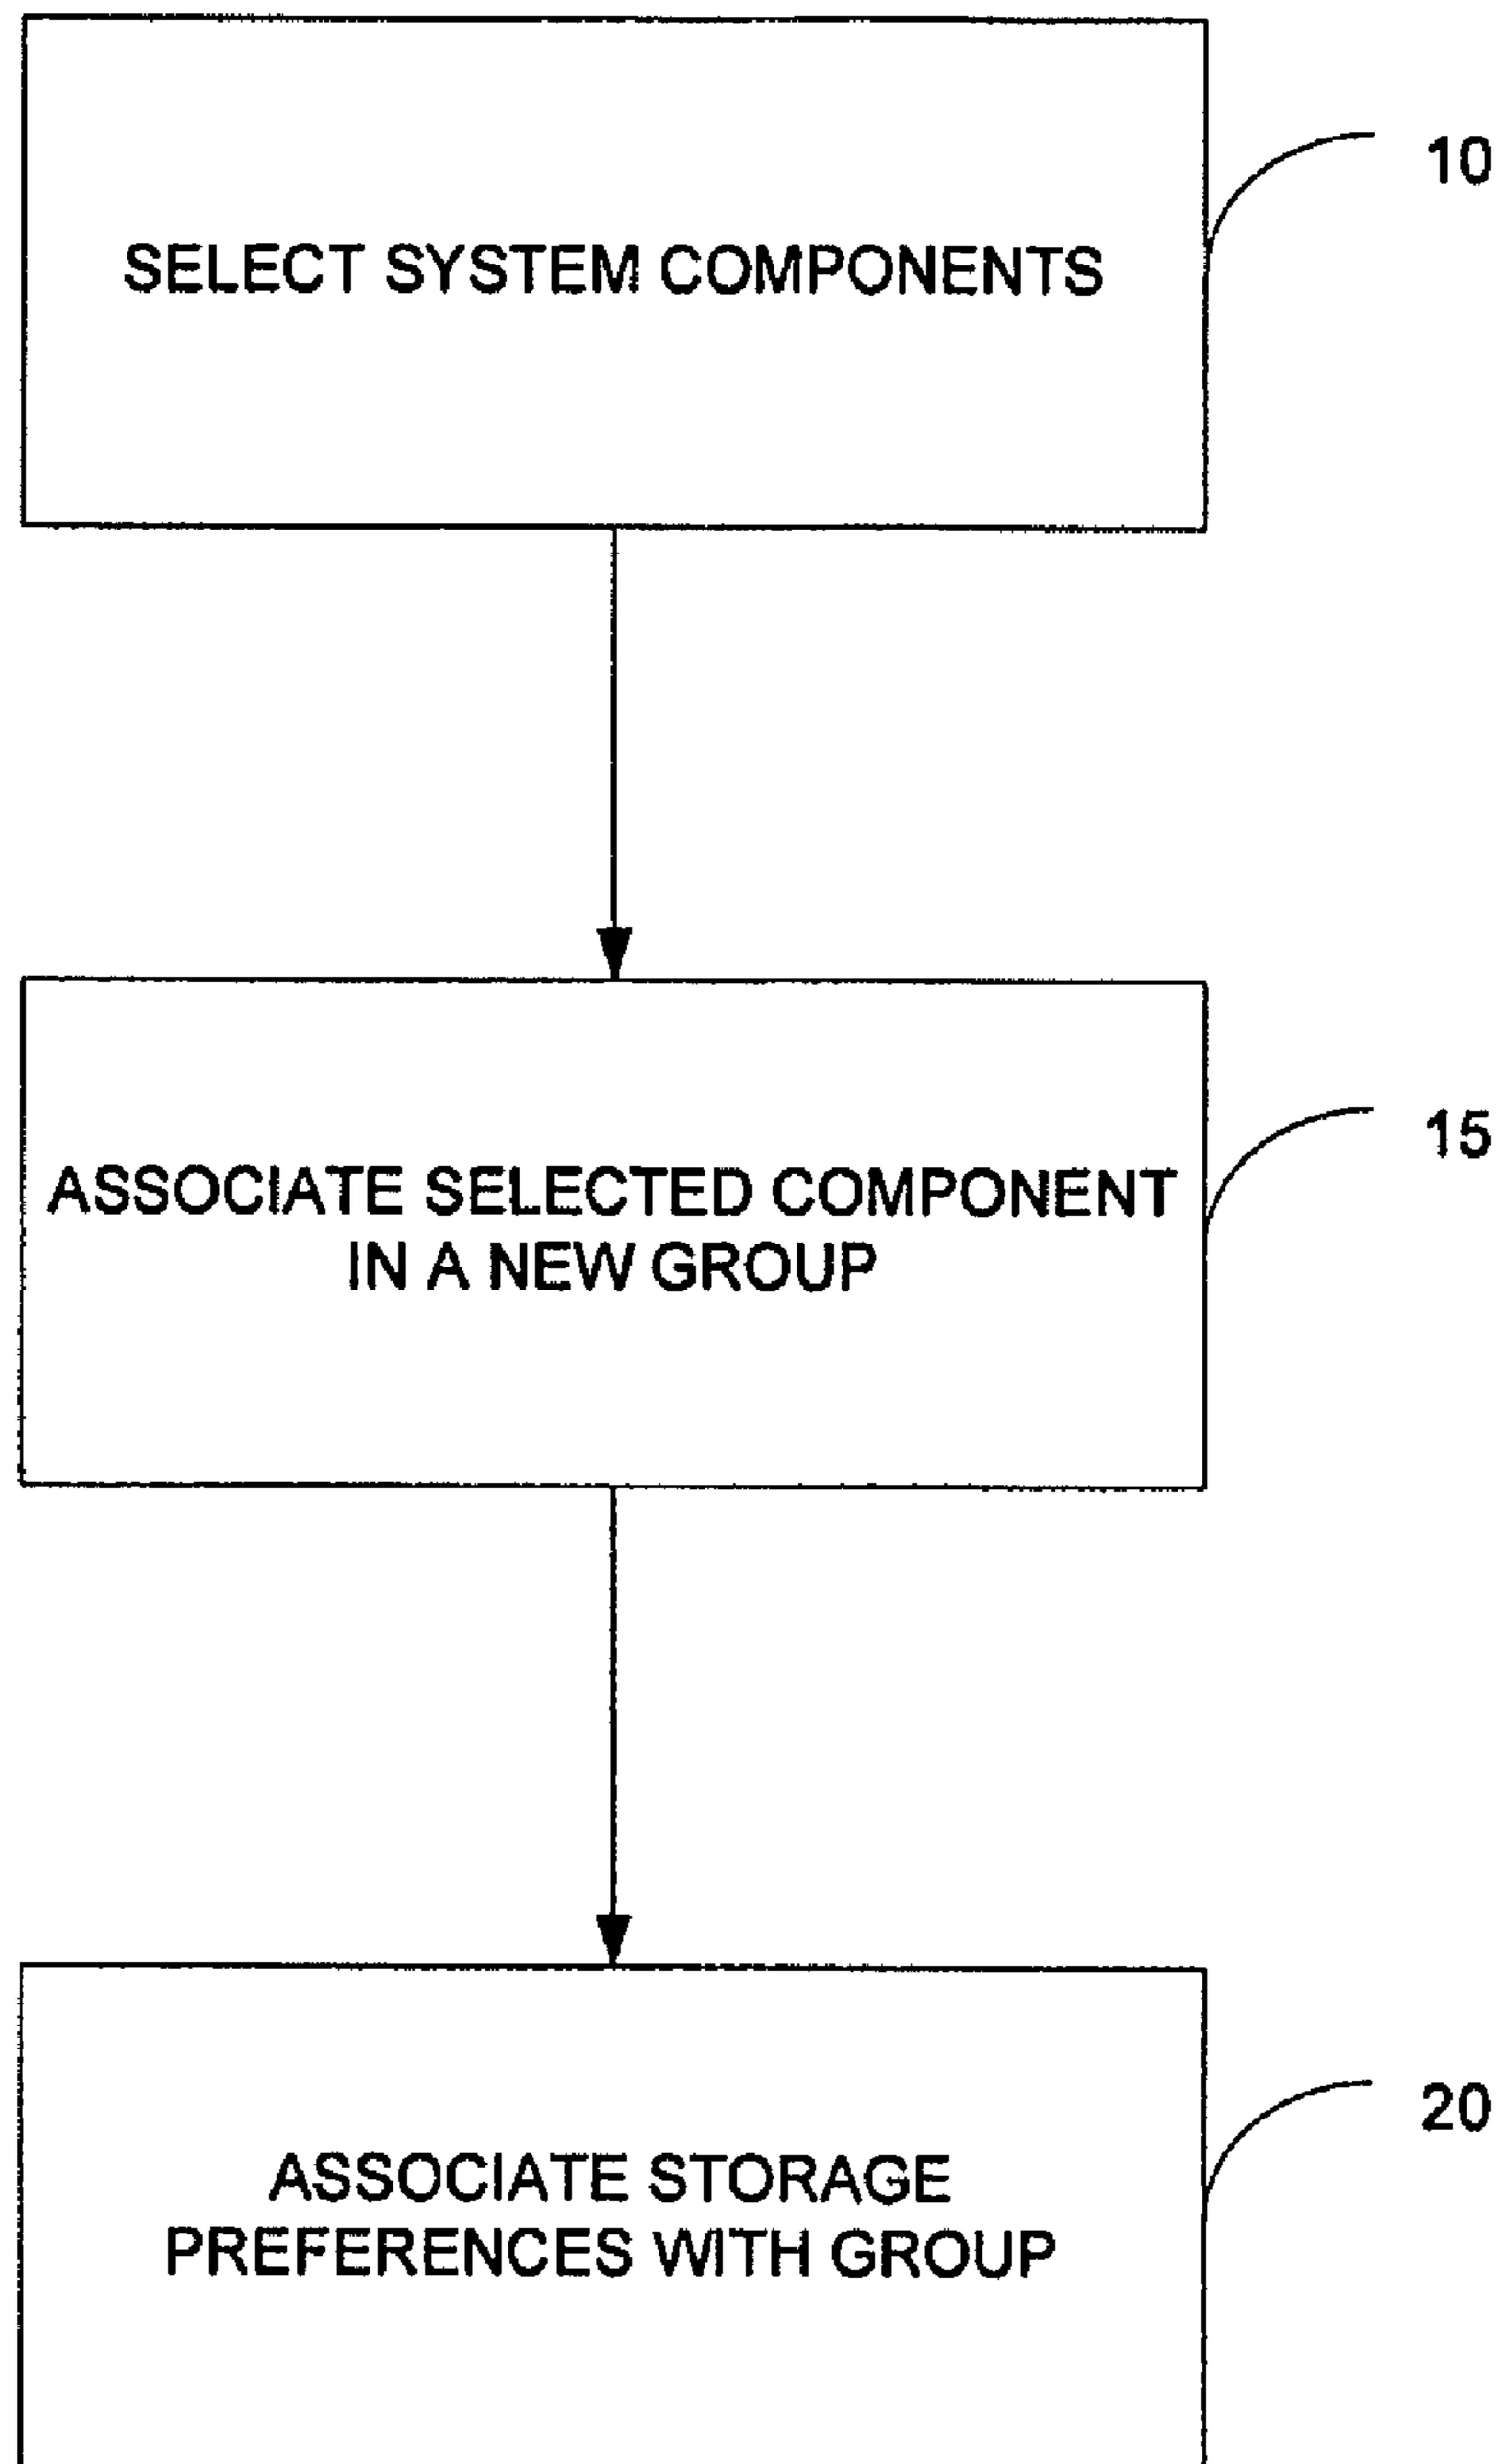 SELECT SYSTEM COMPONENTS
10
ASSOCIATE SELECTED COMPONENT
IN A NEW GROUP
15
ASSOCIATE STORAGE
PREFERENCES WITH GROUP
20